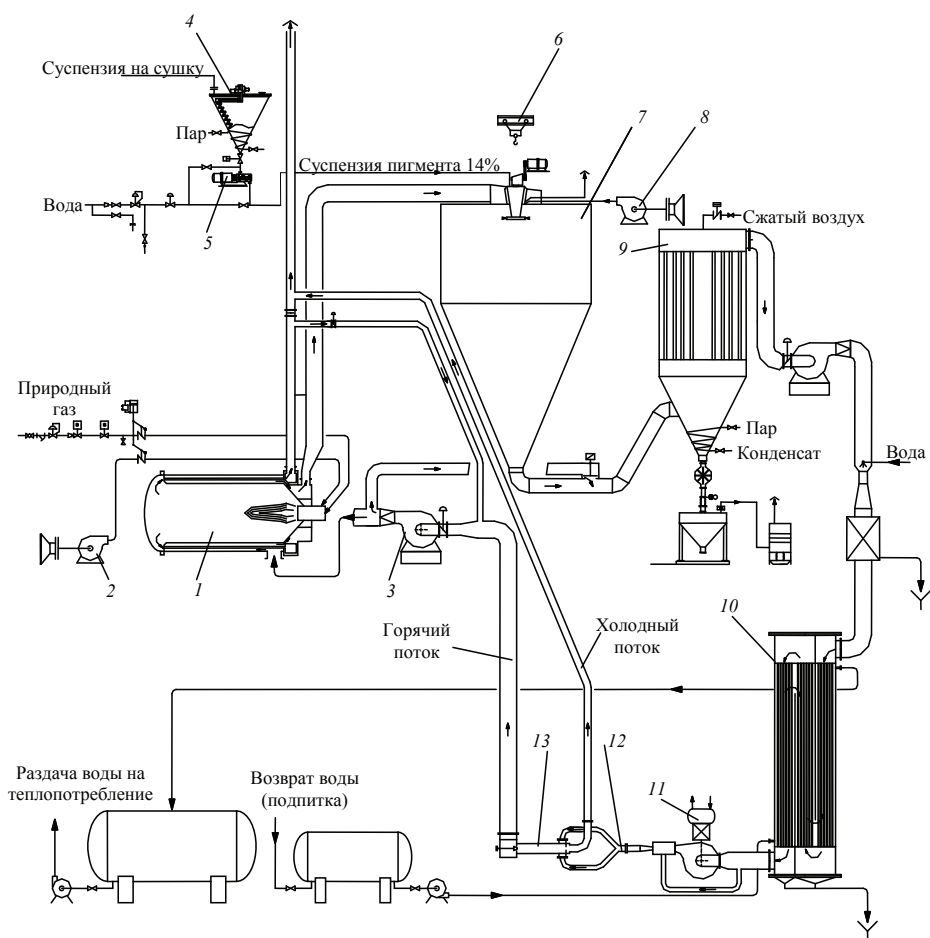 4
Суспензия на сушку
6
7
8
Пар
Суспензия пигмента 14%
Вода
5
Сжатый воздух
9
Природный
газ
Пар
Конденсат
Вода
1
2
3
10
Горячий
поток
Холодный
поток
13
12
11
Раздача воды на
теплопотребление
Возврат воды
(подпитка)